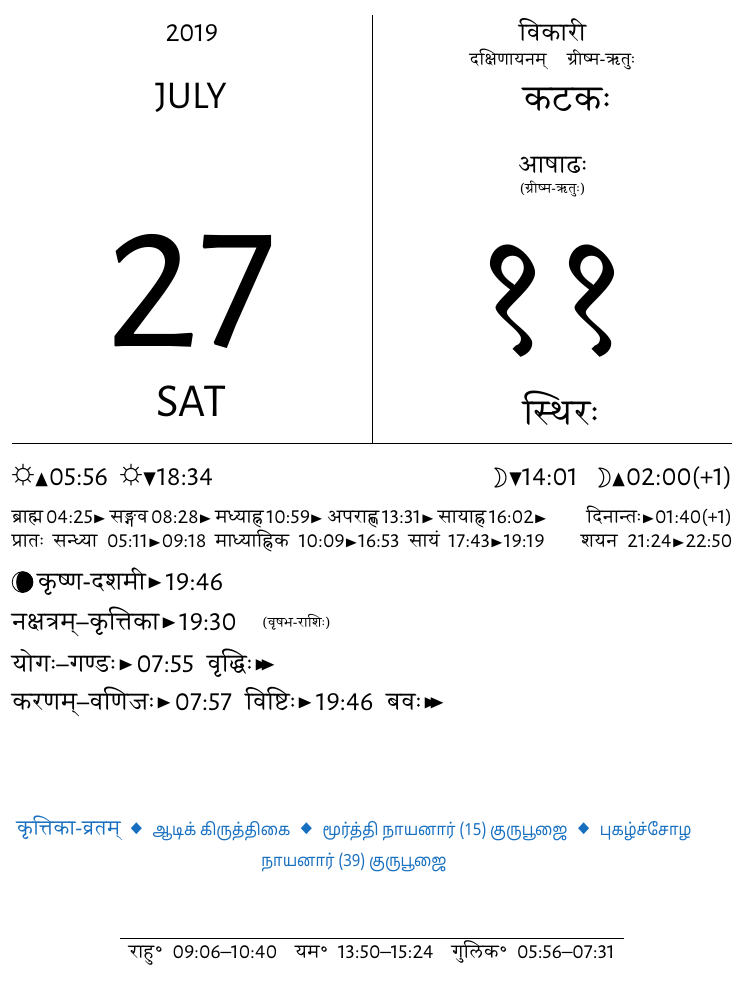 2019
JULY
27
SAT
विकारी
दक्षिणायनम् ग्रीष्म-ऋतुः
कटकः
आषाढः
(ग्रीष्म-ऋतुः)
११
स्थिरः
☼▲05:56 ☼▼18:34 ☽▼14:01 ☽▲02:00(+1)
ब्राह्म 04:25► सङ्गव 08:28► मध्याह्न 10:59► अपराह्ण 13:31► सायाह्न 16:02► दिनान्तः►01:40(+1)
प्रातः सन्ध्या 05:11►09:18 माध्याह्निक 10:09►16:53 सायं 17:43►19:19 शयन 21:24►22:50
कृष्ण-दशमी►19:46
नक्षत्रम्–कृत्तिका►19:30 (वृषभ-राशिः)
योगः–गण्डः►07:55 वृद्धिः►►
करणम्–वणिजः►07:57 विष्टिः►19:46 बवः►►
कृत्तिका-व्रतम् ◆ ஆடிக் கிருத்திகை ◆ மூர்த்தி நாயனார் (15) குருபூஜை ◆ புகழ்ச்சோழ
நாயனார் (39) குருபூஜை
राहु° 09:06–10:40 यम° 13:50–15:24 गुलिक° 05:56–07:31